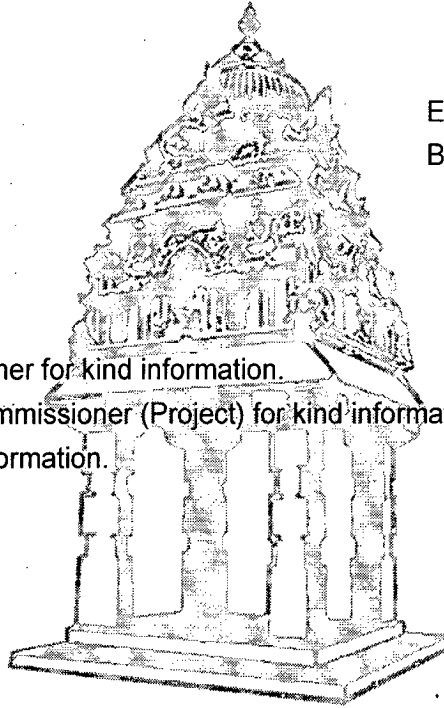 E
B
ner for kind information.
mmissioner (Project) for kind informa
ormation.